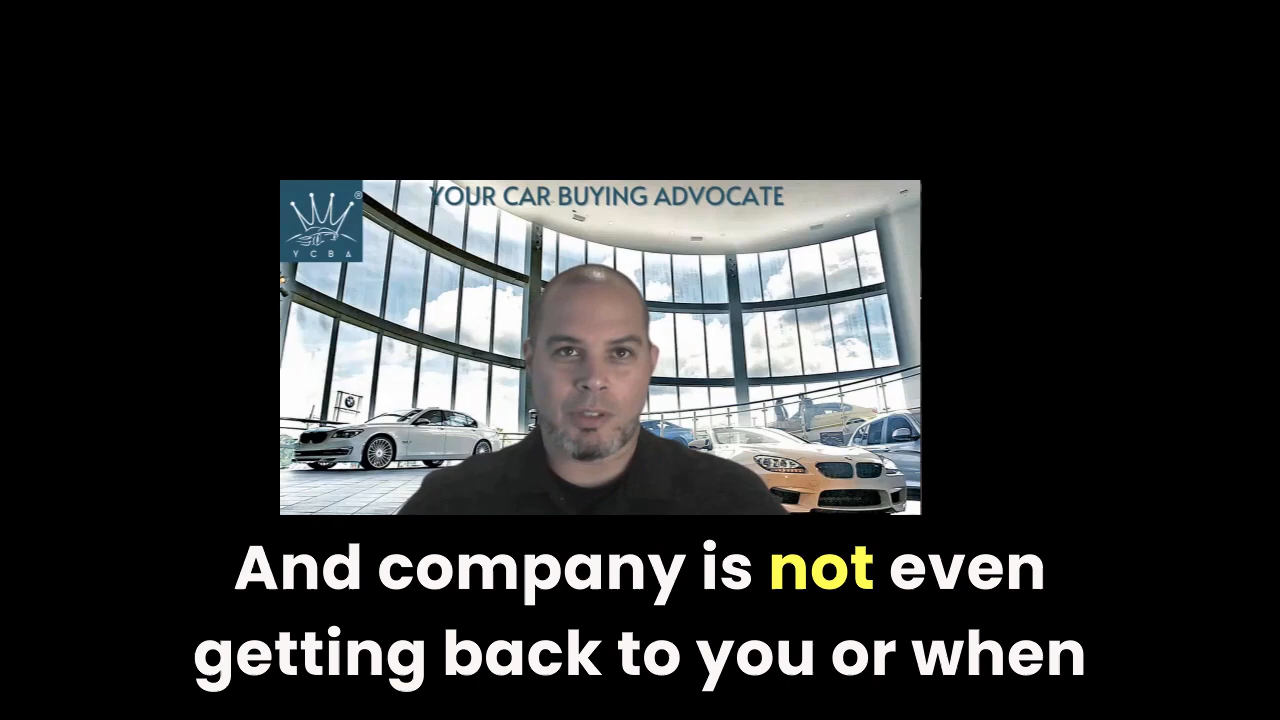 YOUR CAR BUYING ADVOCATE
®
YCBA
And company is not even
getting back to you or when